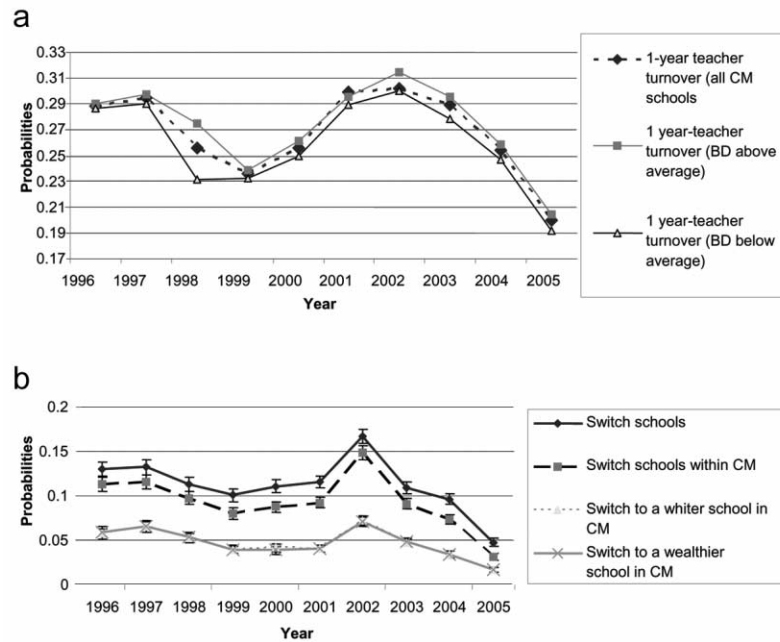 a
0.33
0.31
0.29
0.27
0.25
0.23
0.21
0.19
0.17
Probabilities
1996 1997 1998 1999 2000 2001 2002 2003 2004 2005
Year
1-year teacher
turnover (all CM
schools
1 year-teacher
turnover (BD above
average)
1 year-teacher
turnover (BD below
average)
b
0.2
0.15
0.1
0.05
0
Probabilities
1996 1997 1998 1999 2000 2001 2002 2003 2004 2005
Year
Switch schools
Switch schools within CM
Switch to a whiter school in
CM
Switch to a wealthier
school in CM